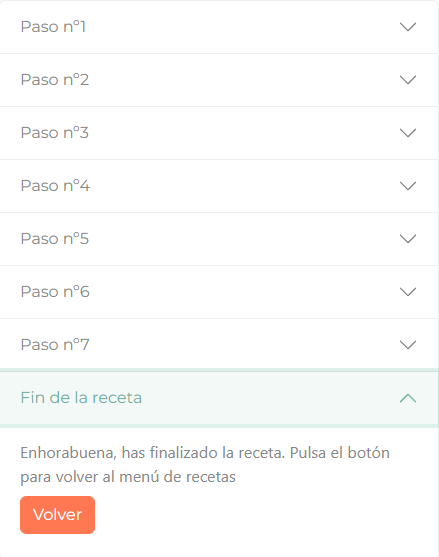 Paso nº1
Paso nº2
Paso nº3
Paso nº4
Paso nº5
Paso nº6
Paso nº7
Fin de la receta
Enhorabuena, has finalizado la receta. Pulsa el botón
para volver al menú de recetas
Volver